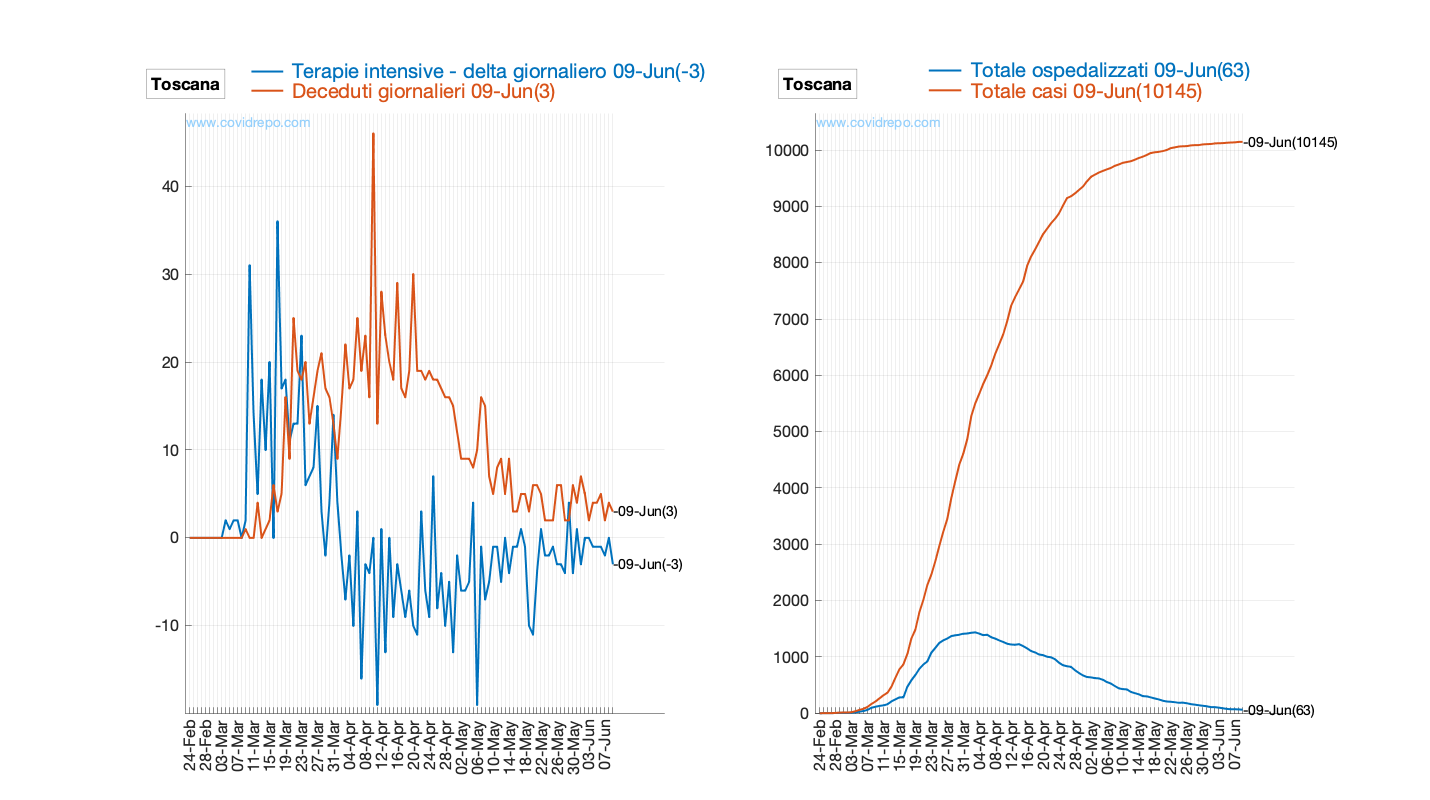 Toscana
Terapie intensive - delta giornaliero 09-Jun(-3)
Deceduti giornalieri 09-Jun(3)
www.covidrepo.com
40
30
20
10
0
-10
-09-Jun(3)
-09-Jun(-3)
24-Feb
28-Feb
03-Mar
07-Mar
11-Mar
15-Mar
19-Mar
23-Mar
27-Mar
31-Mar
04-Apr
08-Apr
12-Apr
16-Apr
20-Apr
24-Apr
28-Apr
02-May
06-May
10-May
14-May
18-May
22-May
26-May
30-May
03-Jun
07-Jun
Toscana
Totale ospedalizzati 09-Jun(63)
Totale casi 09-Jun(10145)
www.covidrepo.com
10000
9000
8000
7000
6000
5000
4000
3000
2000
1000
0
-09-Jun(10145)
-09-Jun(63)
24-Feb
28-Feb
03-Mar
07-Mar
11-Mar
15-Mar
19-Mar
23-Mar
27-Mar
31-Mar
04-Apr
08-Apr
12-Apr
16-Apr
20-Apr
24-Apr
28-Apr
02-May
06-May
10-May
14-May
18-May
22-May
26-May
30-May
03-Jun
07-Jun